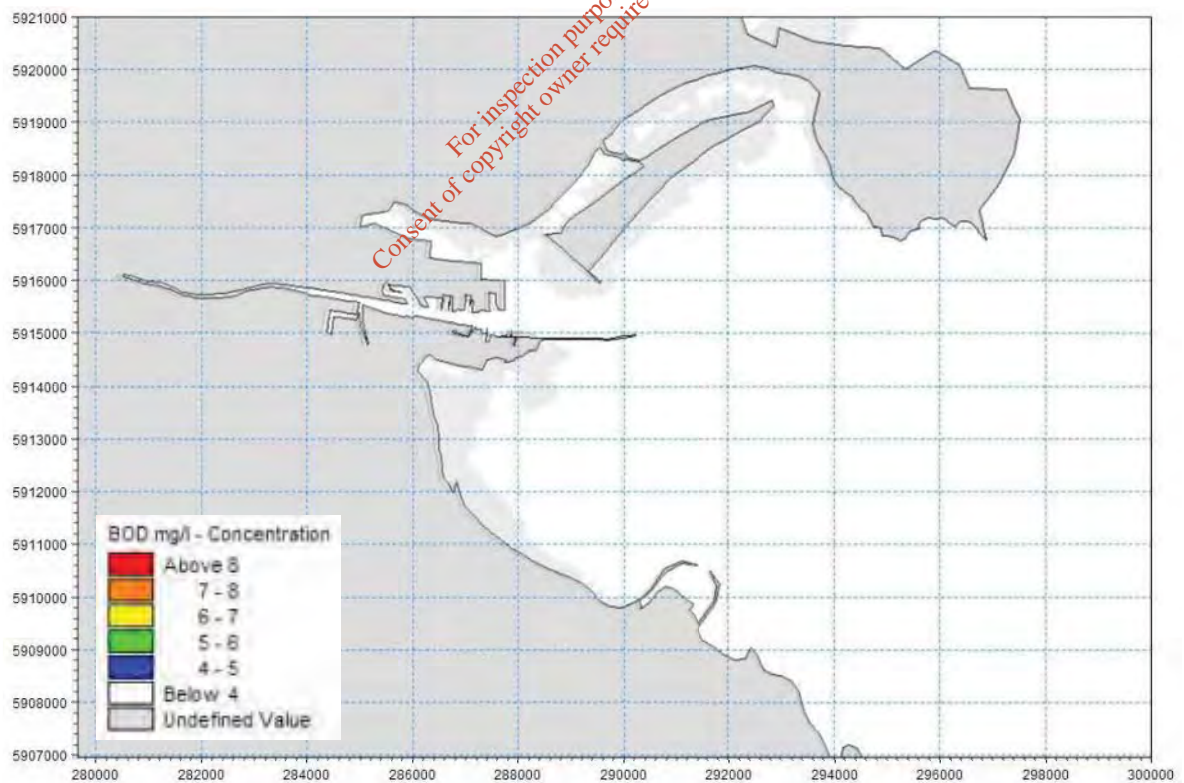 5921000
5920000
5919000
5918000
5917000
5916000
5915000
5914000
5913000
5912000
5911000
5910000
5909000
5908000
5907000
For inspection purpo
Consent of copyright owner require
BOD mg/l - Concentration
Above 8
7 - 8
6 - 7
5 - 6
4 - 5
Below 4
Undefined Value
280000 282000 284000 286000 288000 290000 292000 294000 296000 298000 300000